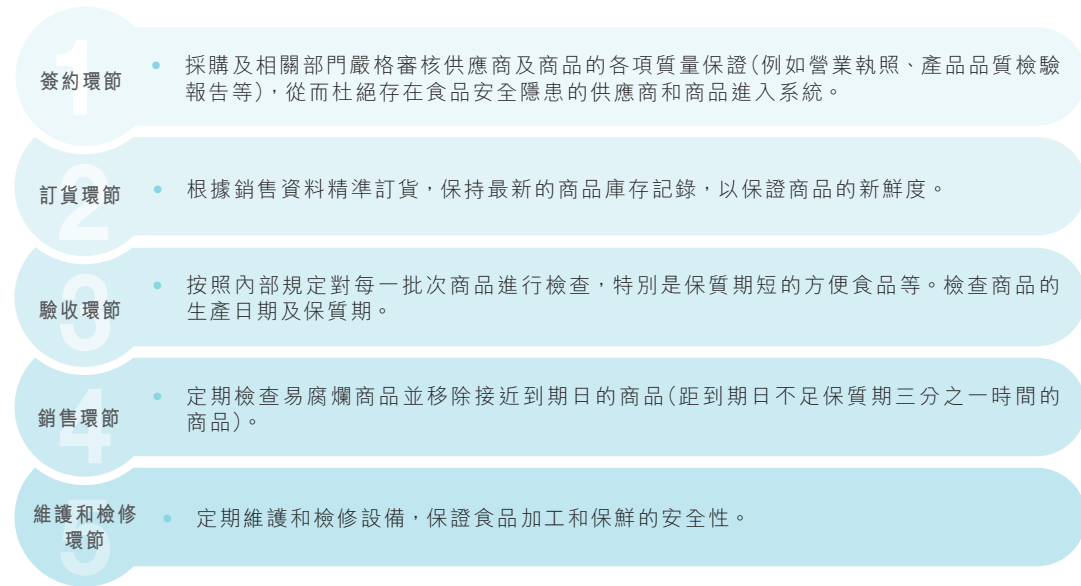 1
簽約環節
• 採購及相關部門嚴格審核供應商及商品的各項質量保證(例如營業執照、產品品質檢驗
報告等),從而杜絕存在食品安全隱患的供應商和商品進入系統。
2
訂貨環節
• 根據銷售資料精準訂貨,保持最新的商品庫存記錄,以保證商品的新鮮度。
3
驗收環節
• 按照內部規定對每一批次商品進行檢查,特別是保質期短的方便食品等。檢查商品的
生產日期及保質期。
4
銷售環節
• 定期檢查易腐爛商品並移除接近到期日的商品(距到期日不足保質期三分之一時間的
商品)。
5
維護和檢修
環節
• 定期維護和檢修設備,保證食品加工和保鮮的安全性。